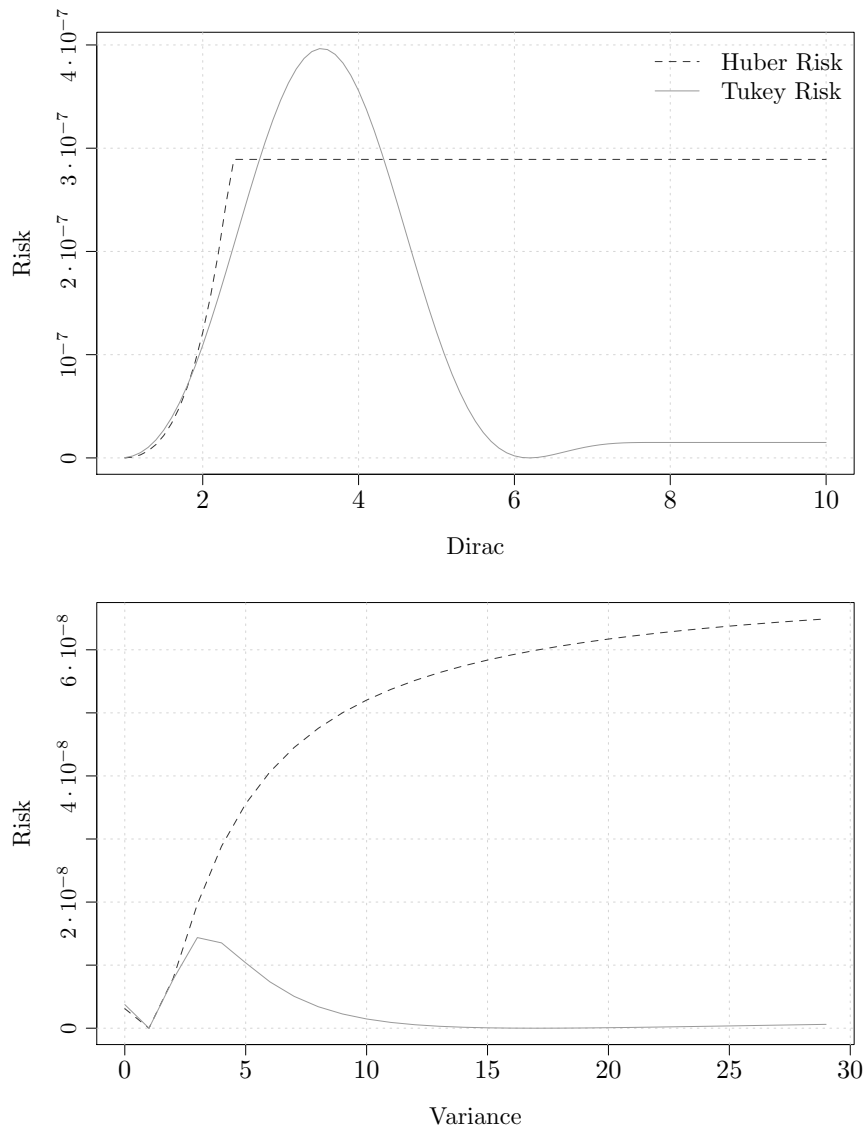 4·10⁻⁷
3·10⁻⁷
2·10⁻⁷
10⁻⁷
0
Risk
Huber Risk
Tukey Risk
2 4 6 8 10
Dirac
6·10⁻⁸
4·10⁻⁸
2·10⁻⁸
0
Risk
0 5 10 15 20 25 30
Variance